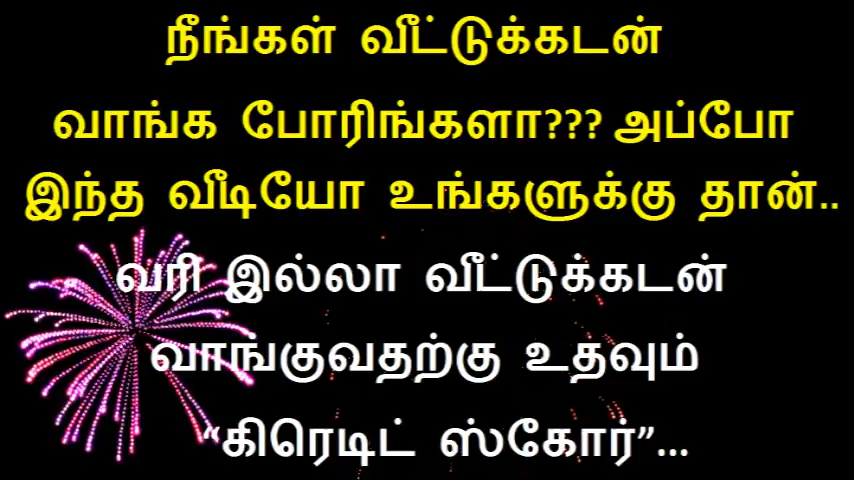 நீங்கள் வீட்டுக்கடன்
வாங்க போரிங்களா??? அப்போ
இந்த வீடியோ உங்களுக்கு தான்..
வரி இல்லா வீட்டுக்கடன்
வாங்குவதற்கு உதவும்
“கிரெடிட் ஸ்கோர்”...